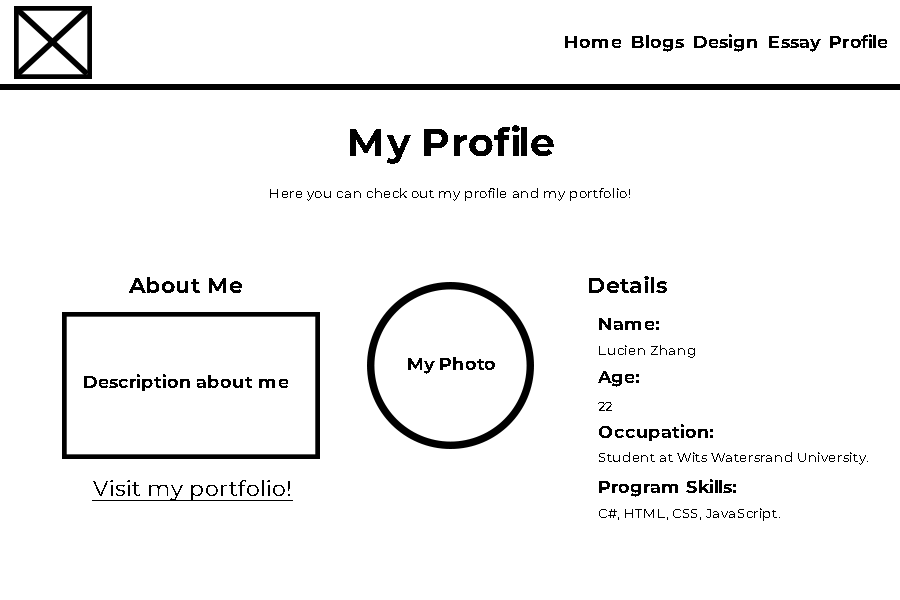 Home Blogs Design Essay Profile
My Profile
Here you can check out my profile and my portfolio!
About Me
Description about me
Visit my portfolio!
My Photo
Details
Name:
Lucien Zhang
Age:
22
Occupation:
Student at Wits Watersrand University.
Program Skills:
C#, HTML, CSS, JavaScript.